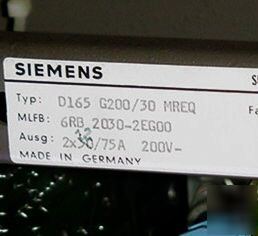 SIEMENS
Typ: D165 G200/30 MREQ
MLFB: 6RB 2030-2EG00
Ausg: 2x30/75A 200V-
MADE IN GERMANY